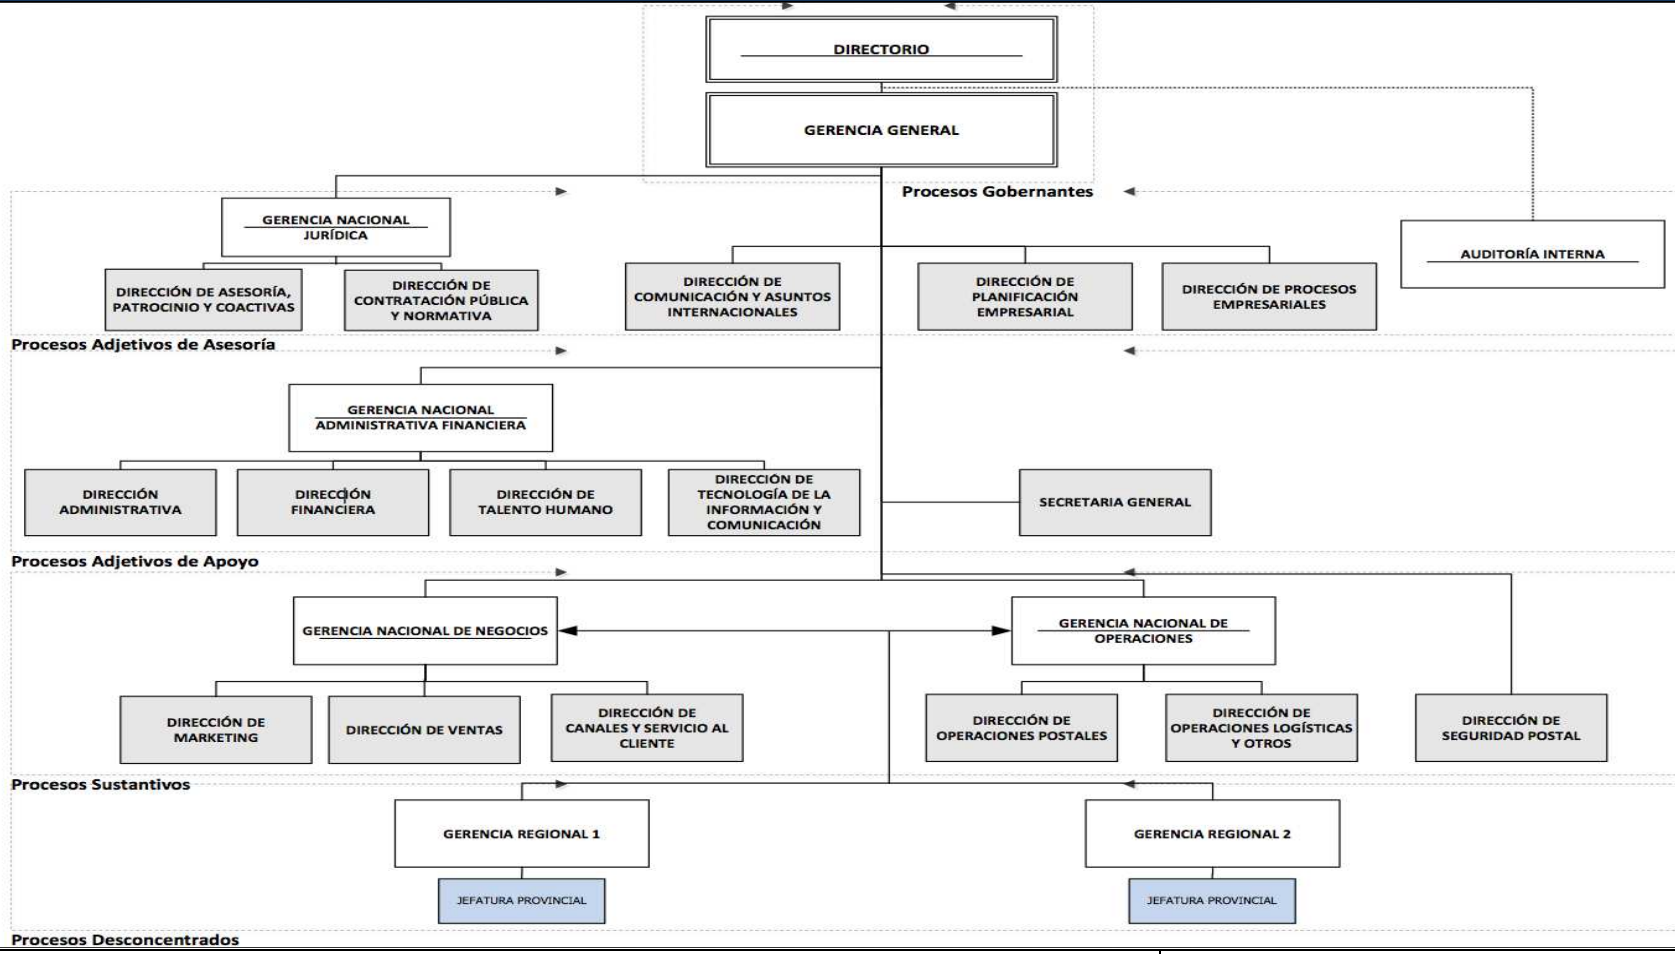 DIRECTORIO
GERENCIA GENERAL
Procesos Gobernantes
GERENCIA NACIONAL
JURÍDICA
AUDITORÍA INTERNA
DIRECCIÓN DE ASESORÍA,
PATROCINIO Y COACTIVAS
DIRECCIÓN DE
CONTRATACIÓN PÚBLICA
Y NORMATIVA
DIRECCIÓN DE
COMUNICACIÓN Y ASUNTOS
INTERNACIONALES
DIRECCIÓN DE
PLANIFICACIÓN
EMPRESARIAL
DIRECCIÓN DE PROCESOS
EMPRESARIALES
Procesos Adjetivos de Asesoría
GERENCIA NACIONAL
ADMINISTRATIVA FINANCIERA
DIRECCIÓN
ADMINISTRATIVA
DIRECCIÓN
FINANCIERA
DIRECCIÓN DE
TALENTO HUMANO
DIRECCIÓN DE
TECNOLOGÍA DE LA
INFORMACIÓN Y
COMUNICACIÓN
SECRETARIA GENERAL
Procesos Adjetivos de Apoyo
GERENCIA NACIONAL DE NEGOCIOS
GERENCIA NACIONAL DE
OPERACIONES
DIRECCIÓN DE
MARKETING
DIRECCIÓN DE VENTAS
DIRECCIÓN DE
CANALES Y SERVICIO AL
CLIENTE
DIRECCIÓN DE
OPERACIONES POSTALES
DIRECCIÓN DE
OPERACIONES LOGÍSTICAS
Y OTROS
DIRECCIÓN DE
SEGURIDAD POSTAL
Procesos Sustantivos
GERENCIA REGIONAL 1
GERENCIA REGIONAL 2
JEFATURA PROVINCIAL
JEFATURA PROVINCIAL
Procesos Desconcentrados